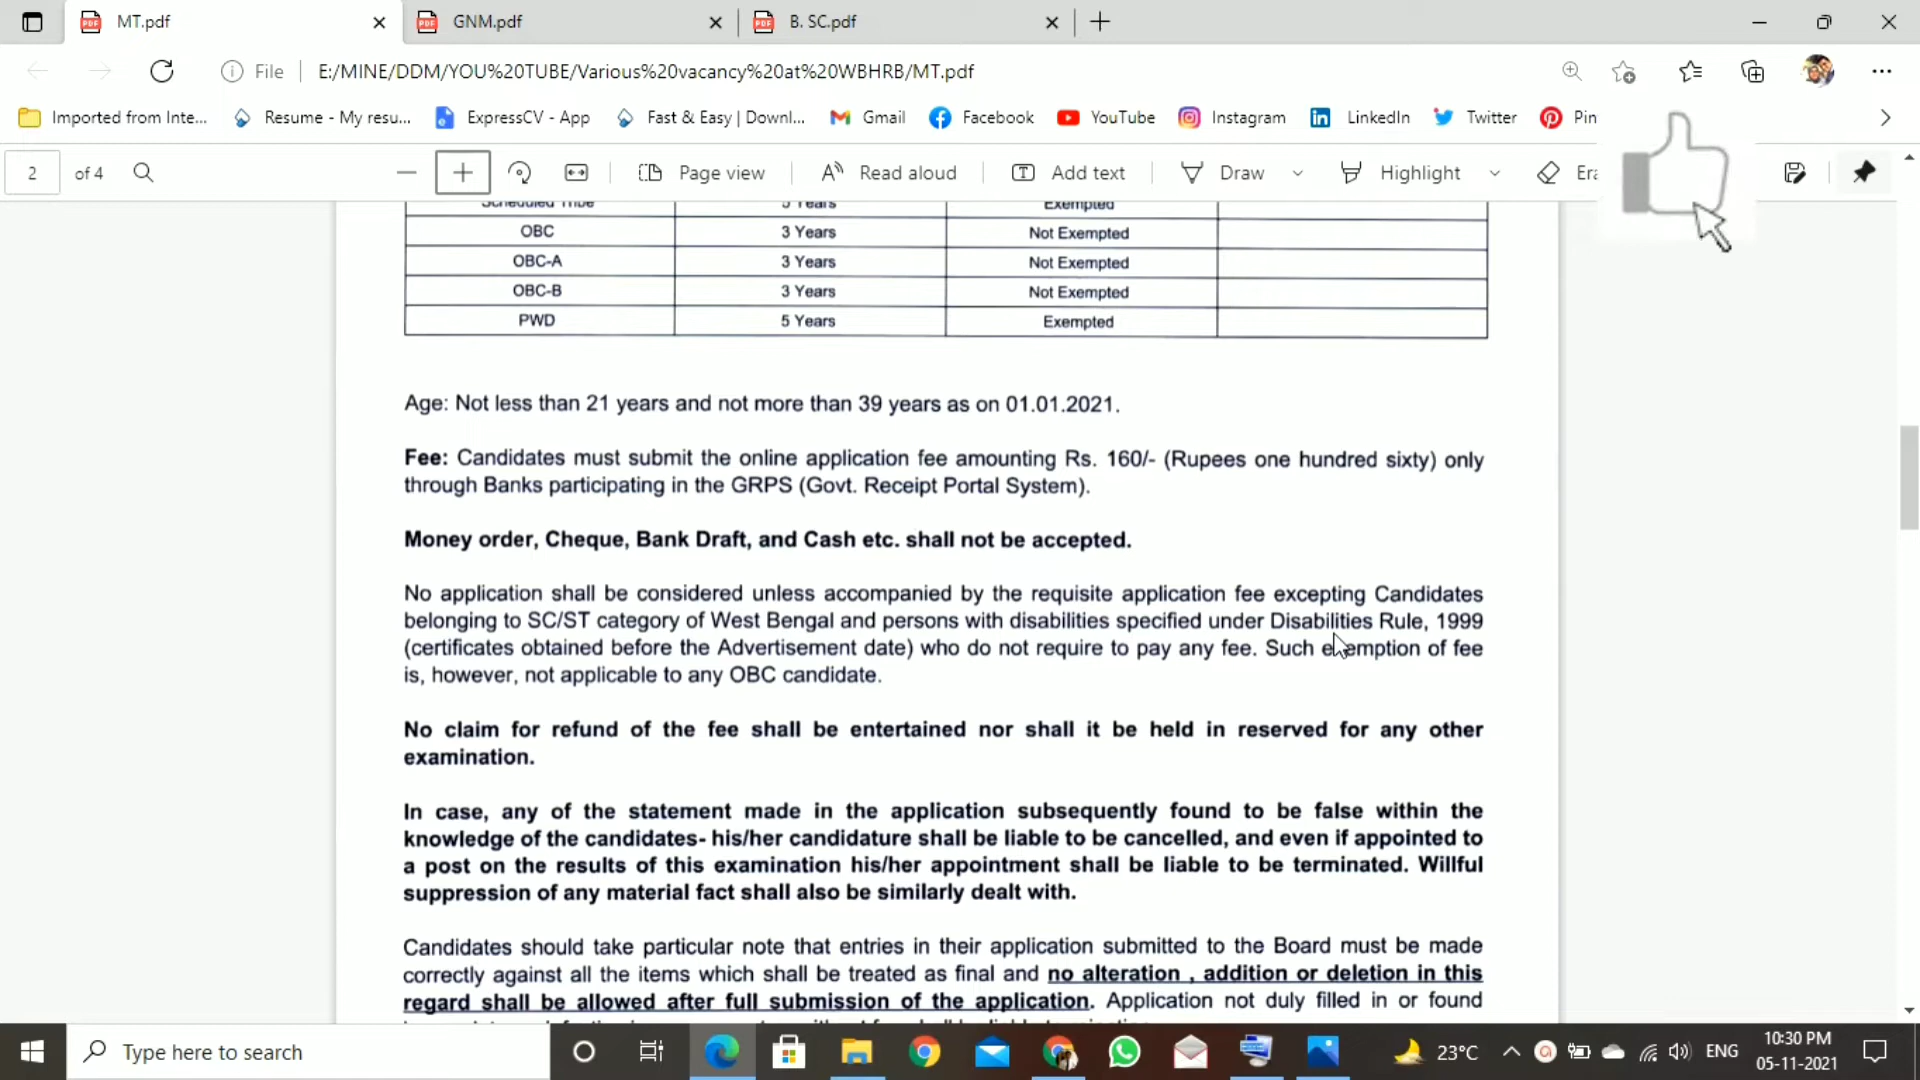 MT.pdf
GNM.pdf
B. SC.pdf
File
E:/MINE/DDM/YOU%20TUBE/Various%20vacancy%20at%20WBHRB/MT.pdf
Imported from Inte...
Resume - My resu...
ExpressCV - App
Fast & Easy | Downl...
Gmail
Facebook
YouTube
Instagram
LinkedIn
Twitter
Pin
2 of 4
Page view
Read aloud
Add text
Draw
Highlight
Era
Scheduled Tribe 5 Years Exempted
OBC 3 Years Not Exempted
OBC-A 3 Years Not Exempted
OBC-B 3 Years Not Exempted
PWD 5 Years Exempted
Age: Not less than 21 years and not more than 39 years as on 01.01.2021.
Fee: Candidates must submit the online application fee amounting Rs. 160/- (Rupees one hundred sixty) only
through Banks participating in the GRPS (Govt. Receipt Portal System).
Money order, Cheque, Bank Draft, and Cash etc. shall not be accepted.
No application shall be considered unless accompanied by the requisite application fee excepting Candidates
belonging to SC/ST category of West Bengal and persons with disabilities specified under Disabilities Rule, 1999
(certificates obtained before the Advertisement date) who do not require to pay any fee. Such exemption of fee
is, however, not applicable to any OBC candidate.
No claim for refund of the fee shall be entertained nor shall it be held in reserved for any other
examination.
In case, any of the statement made in the application subsequently found to be false within the
knowledge of the candidates- his/her candidature shall be liable to be cancelled, and even if appointed to
a post on the results of this examination his/her appointment shall be liable to be terminated. Willful
suppression of any material fact shall also be similarly dealt with.
Candidates should take particular note that entries in their application submitted to the Board must be made
correctly against all the items which shall be treated as final and no alteration , addition or deletion in this
regard shall be allowed after full submission of the application. Application not duly filled in or found
Type here to search
23°C
ENG
10:30 PM
05-11-2021